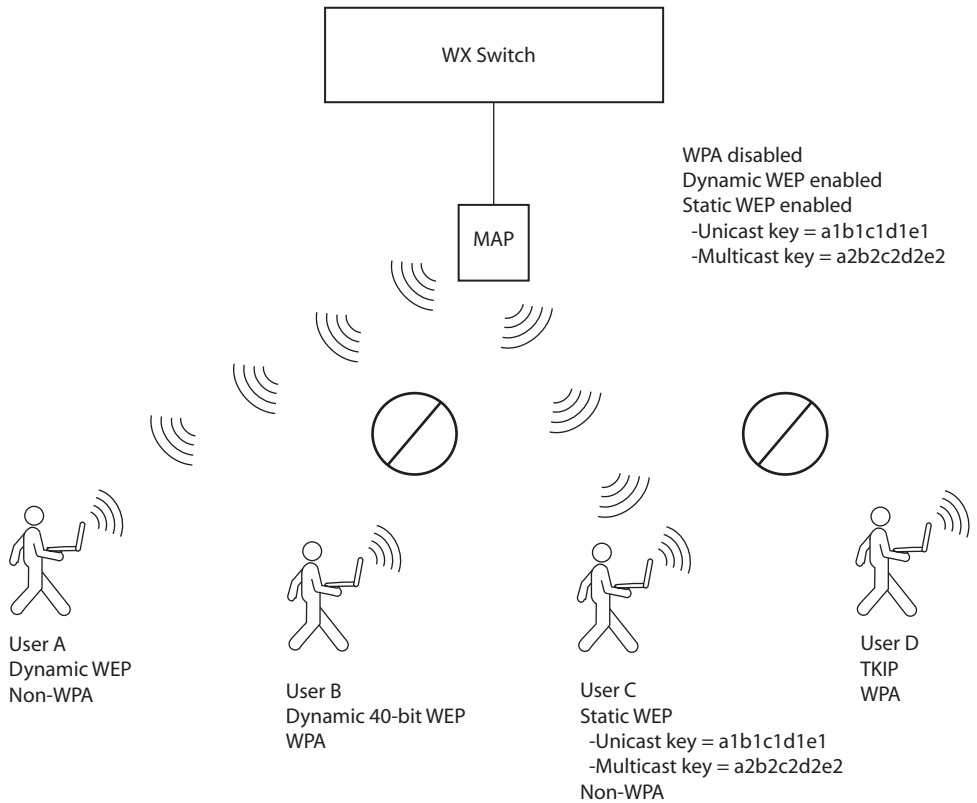 WX Switch
WPA disabled
Dynamic WEP enabled
Static WEP enabled
-Unicast key = a1b1c1d1e1
-Multicast key = a2b2c2d2e2
MAP
User A
Dynamic WEP
Non-WPA
User B
Dynamic 40-bit WEP
WPA
User C
Static WEP
-Unicast key = a1b1c1d1e1
-Multicast key = a2b2c2d2e2
Non-WPA
User D
TKIP
WPA